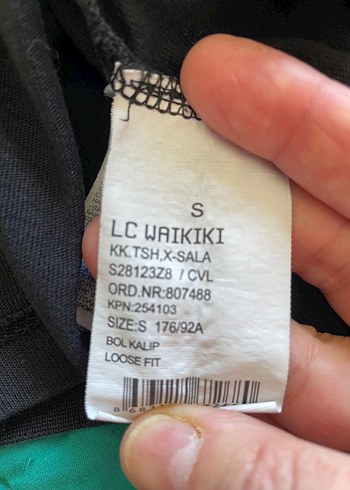 S
LC WAIKIKI
KK.TSH,X-SALA
S28123Z8 / CVL
ORD.NR:807488
KPN:254103
SIZE:S 176/92A
BOL KALIP
LOOSE FIT